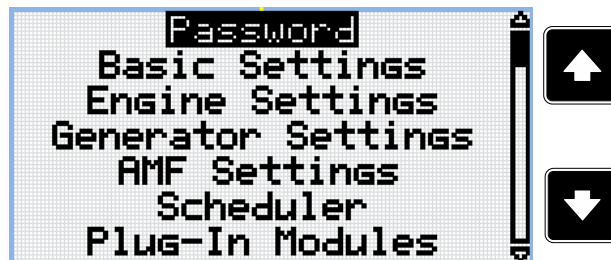 Password
Basic Settings
Engine Settings
Generator Settings
AMF Settings
Scheduler
Plug-In Modules